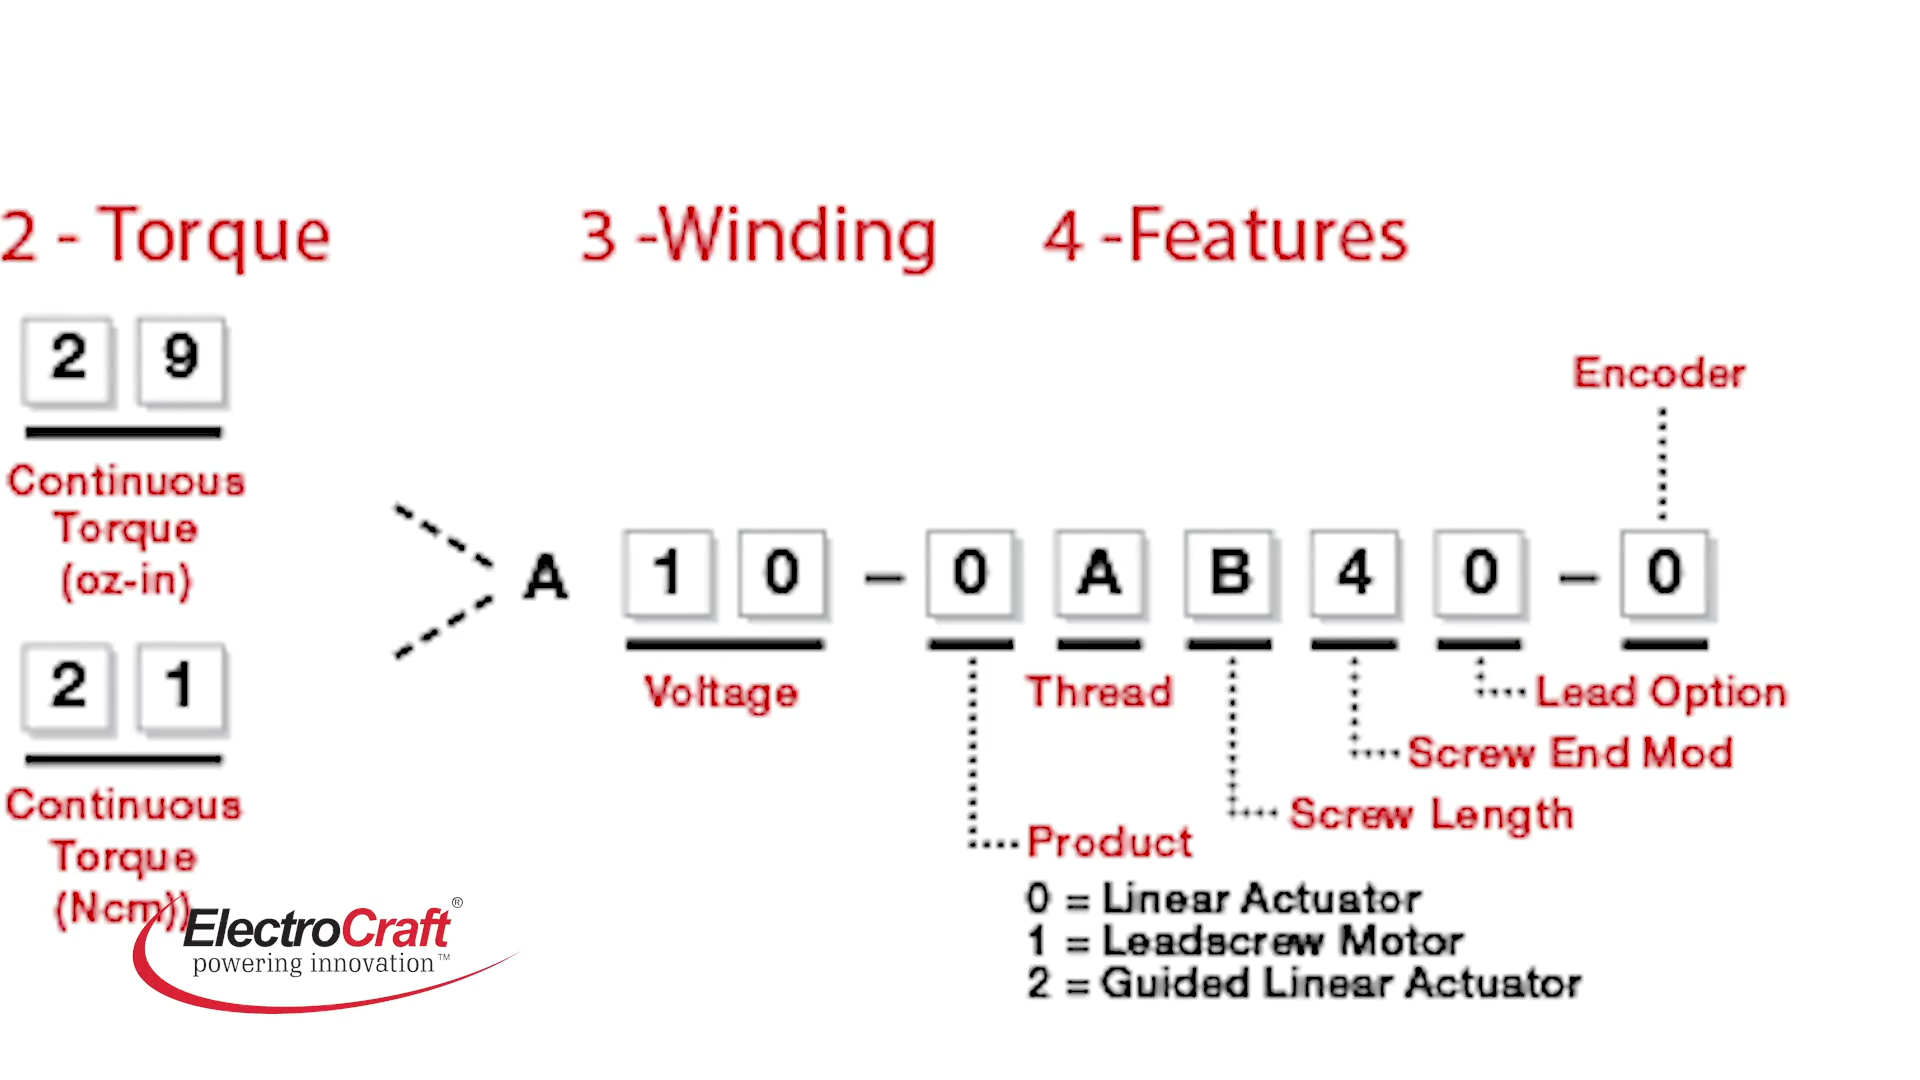 2 - Torque
3 -Winding
4 -Features
2 9
Continuous
Torque
(oz-in)
2 1
Continuous
Torque
(Ncm))
A 1 0 – 0 A B 4 0 – 0
Encoder
Voltage
Thread
Lead Option
Screw End Mod
Screw Length
Product
0 = Linear Actuator
1 = Leadscrew Motor
2 = Guided Linear Actuator
ElectroCraft®
powering innovation™